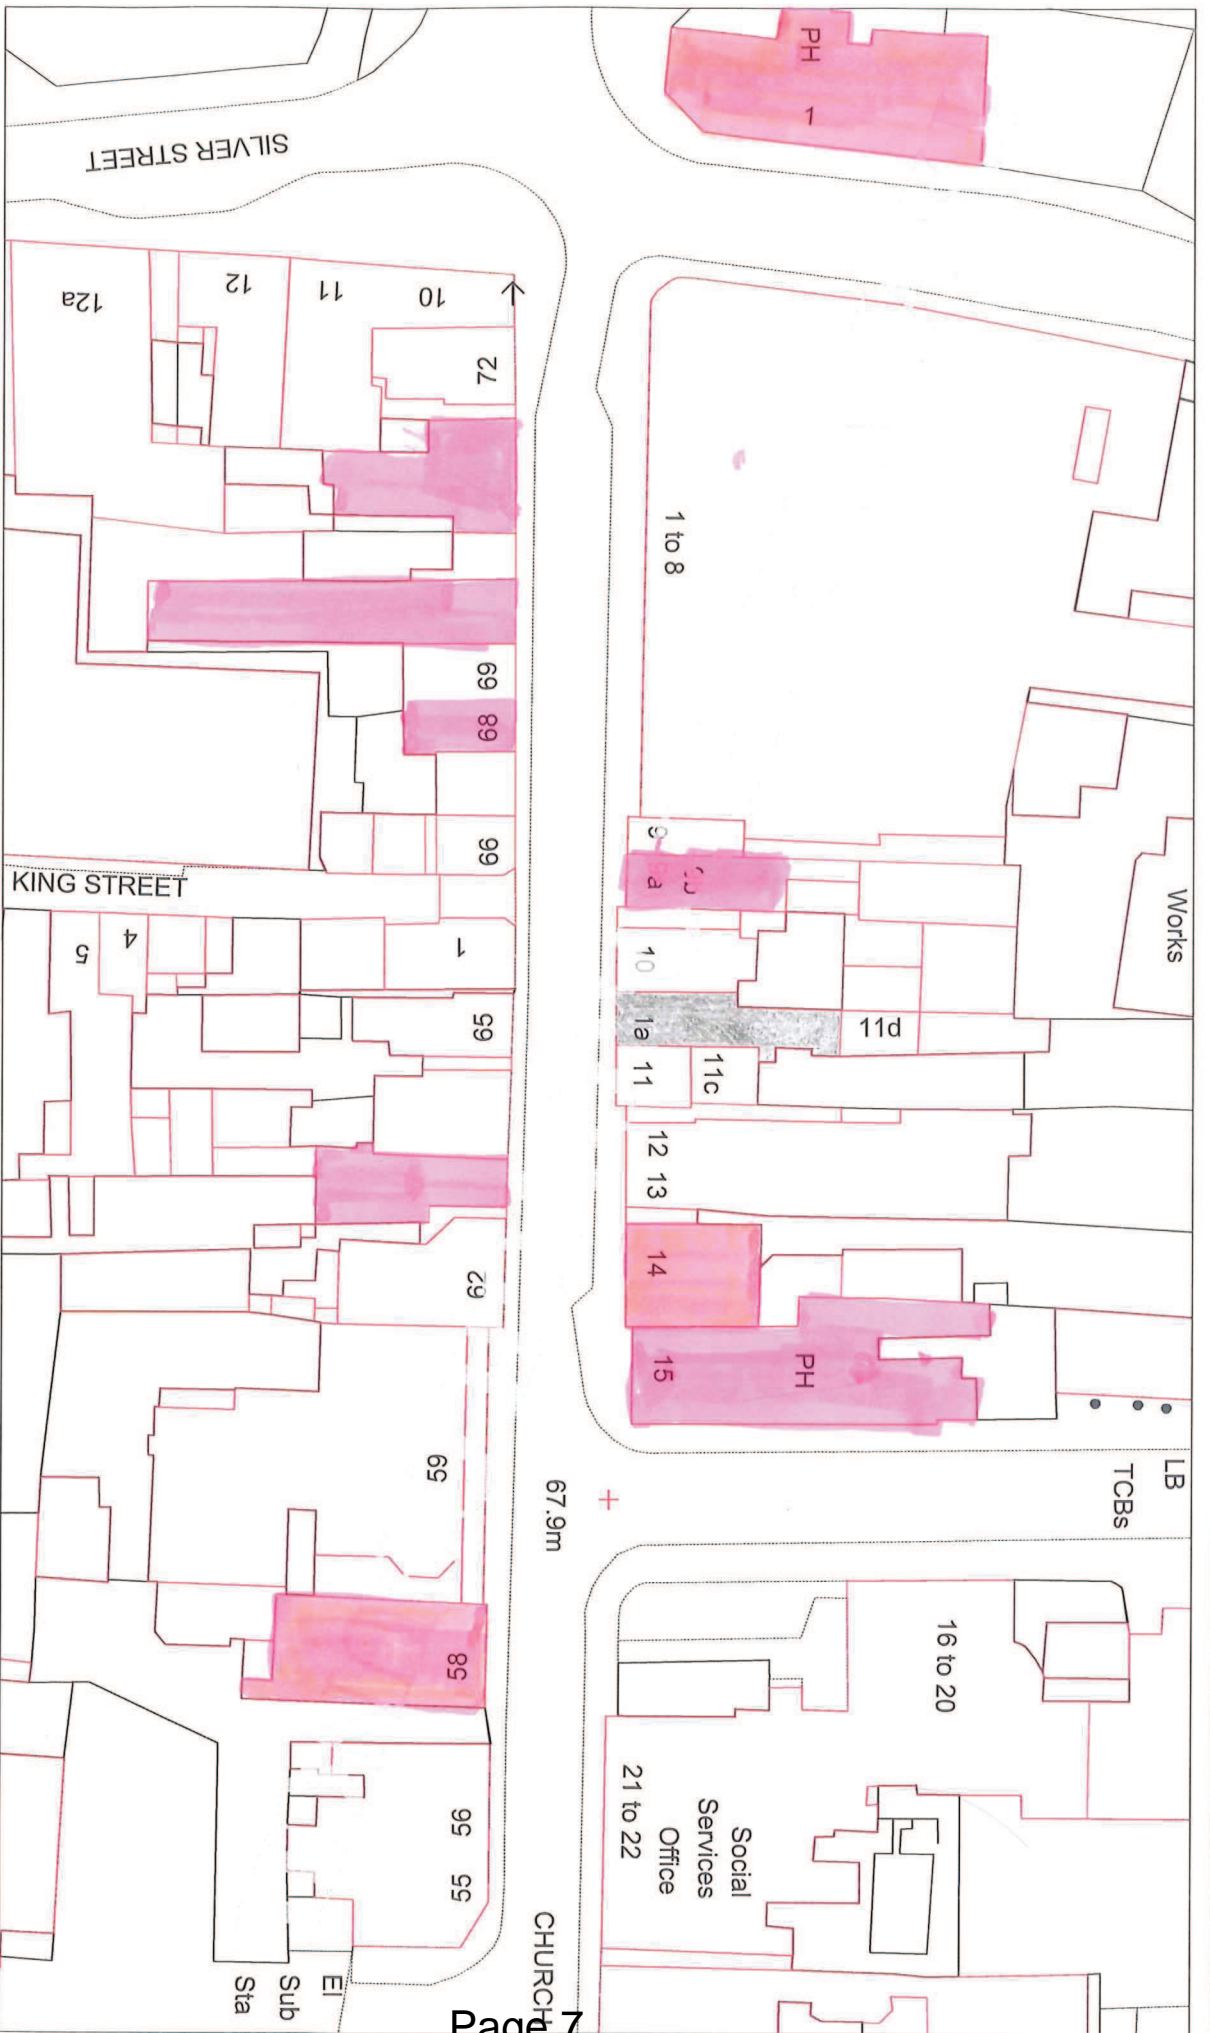 PH
1
SILVER STREET
12a
12
11
10
72
1 to 8
69
68
66
9
a
10
1a
11
11c
11d
Works
KING STREET
5
4
1
65
12
13
14
15
PH
62
59
67.9m
LB
TCBs
58
16 to 20
21 to 22
Social
Services
Office
56
55
El
Sub
Sta
CHURCH
Page 7